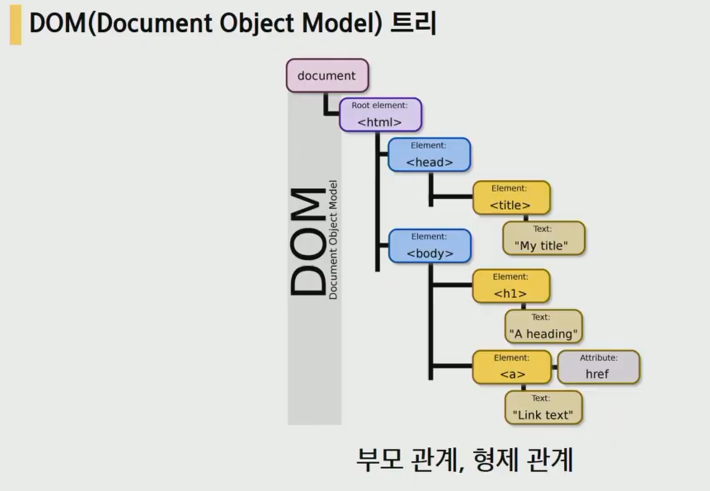 DOM(Document Object Model) 트리
document
Root element:
<html>
Element:
<head>
Element:
<title>
Text:
"My title"
Element:
<body>
Element:
<h1>
Text:
"A heading"
Element:
<a>
Attribute:
href
Text:
"Link text"
DOM
Document Object Model
부모 관계, 형제 관계